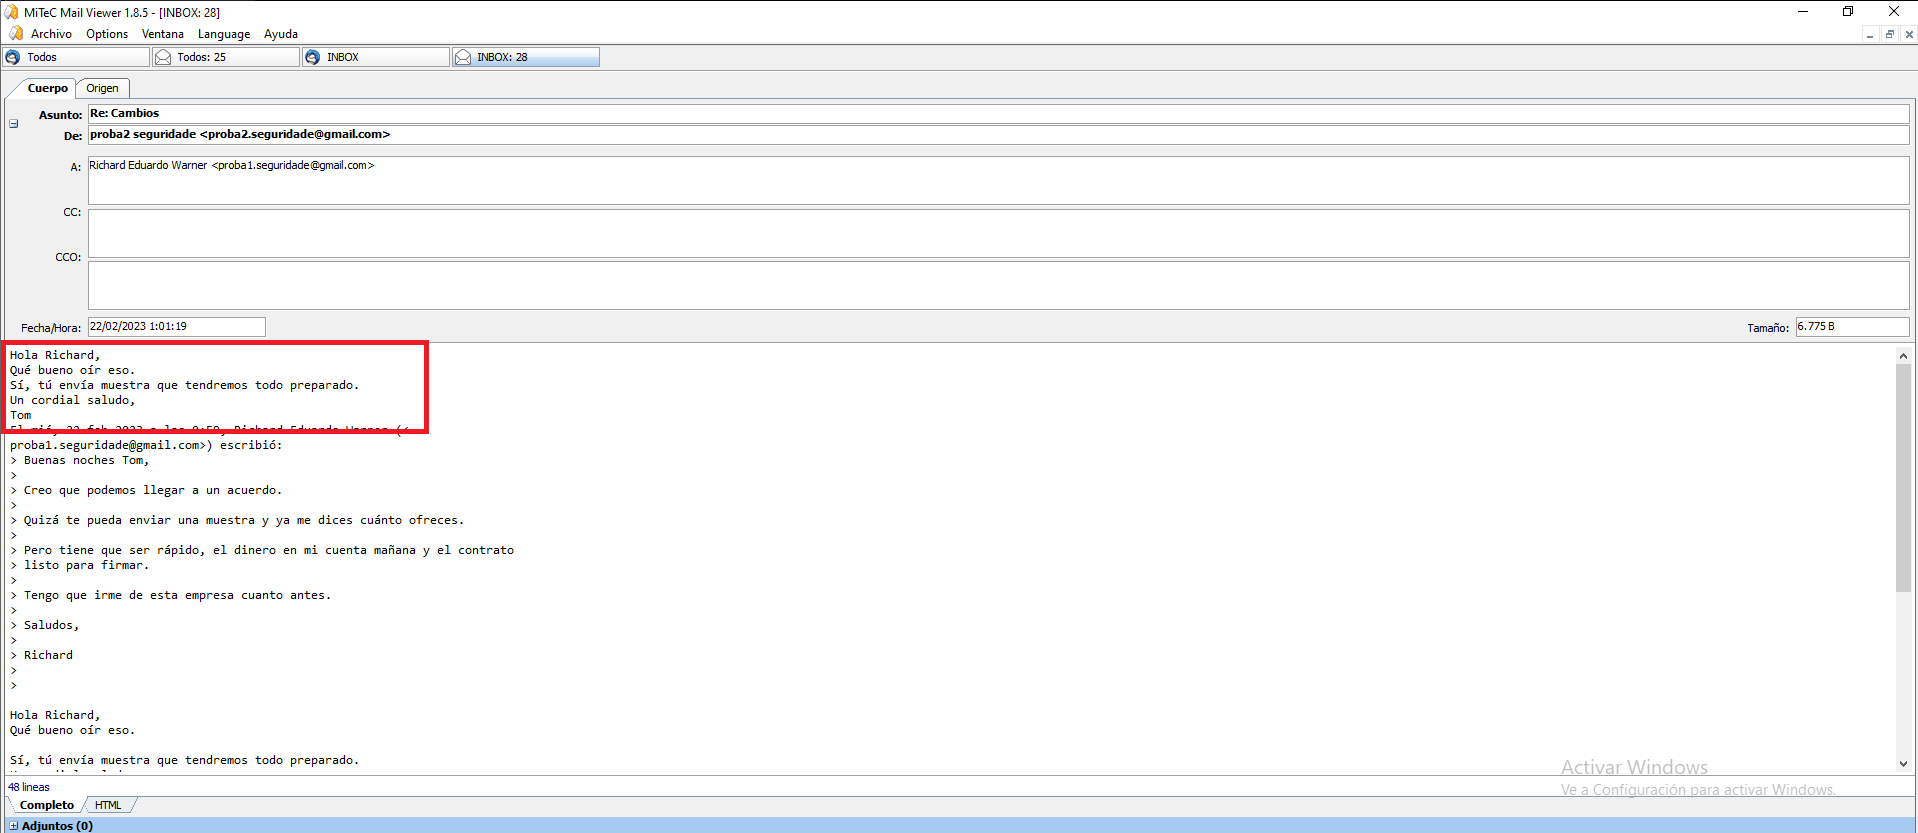 MiTeC Mail Viewer 1.8.5 - [INBOX: 28]
Archivo Options Ventana Language Ayuda
Todos Todos: 25 INBOX INBOX: 28
Cuerpo Origen
Asunto: Re: Cambios
De: proba2 seguridade <proba2.seguridade@gmail.com>
A: Richard Eduardo Warner <proba1.seguridade@gmail.com>
CC:
CCO:
Fecha/Hora: 22/02/2023 1:01:19 Tamaño: 6.775 B
Hola Richard,
Qué bueno oír eso.
Sí, tú envía muestra que tendremos todo preparado.
Un cordial saludo,
Tom
proba1.seguridade@gmail.com>) escribió:
> Buenas noches Tom,
>
> Creo que podemos llegar a un acuerdo.
>
> Quizá te pueda enviar una muestra y ya me dices cuánto ofreces.
>
> Pero tiene que ser rápido, el dinero en mi cuenta mañana y el contrato
> listo para firmar.
>
> Tengo que irme de esta empresa cuanto antes.
>
> Saludos,
>
> Richard
>
>
Hola Richard,
Qué bueno oír eso.
Sí, tú envía muestra que tendremos todo preparado.
48 lineas
Completo HTML
Adjuntos (0)
Activar Windows
Ve a Configuración para activar Windows.